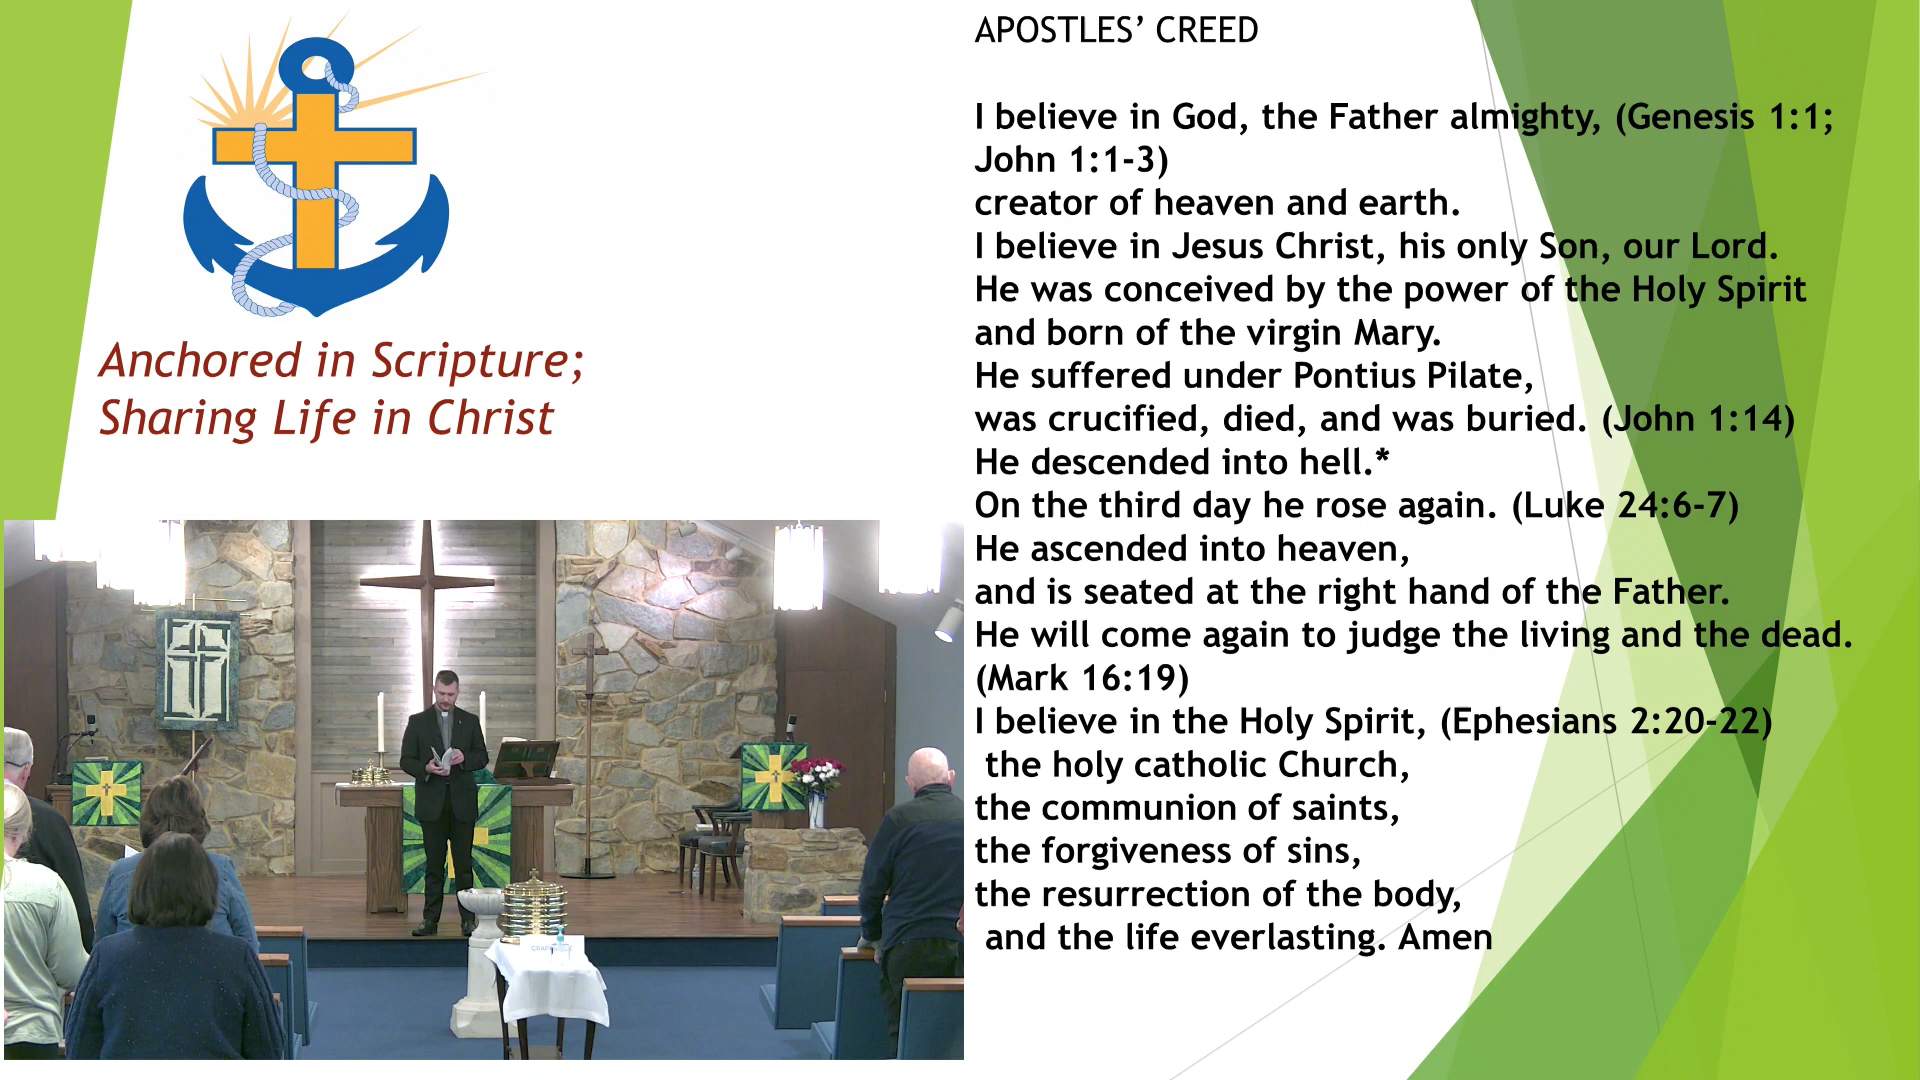 Anchored in Scripture;
Sharing Life in Christ
APOSTLES’ CREED
I believe in God, the Father almighty, (Genesis 1:1;
John 1:1-3)
creator of heaven and earth.
I believe in Jesus Christ, his only Son, our Lord.
He was conceived by the power of the Holy Spirit
and born of the virgin Mary.
He suffered under Pontius Pilate,
was crucified, died, and was buried. (John 1:14)
He descended into hell.*
On the third day he rose again. (Luke 24:6-7)
He ascended into heaven,
and is seated at the right hand of the Father.
He will come again to judge the living and the dead.
(Mark 16:19)
I believe in the Holy Spirit, (Ephesians 2:20-22)
the holy catholic Church,
the communion of saints,
the forgiveness of sins,
the resurrection of the body,
and the life everlasting. Amen